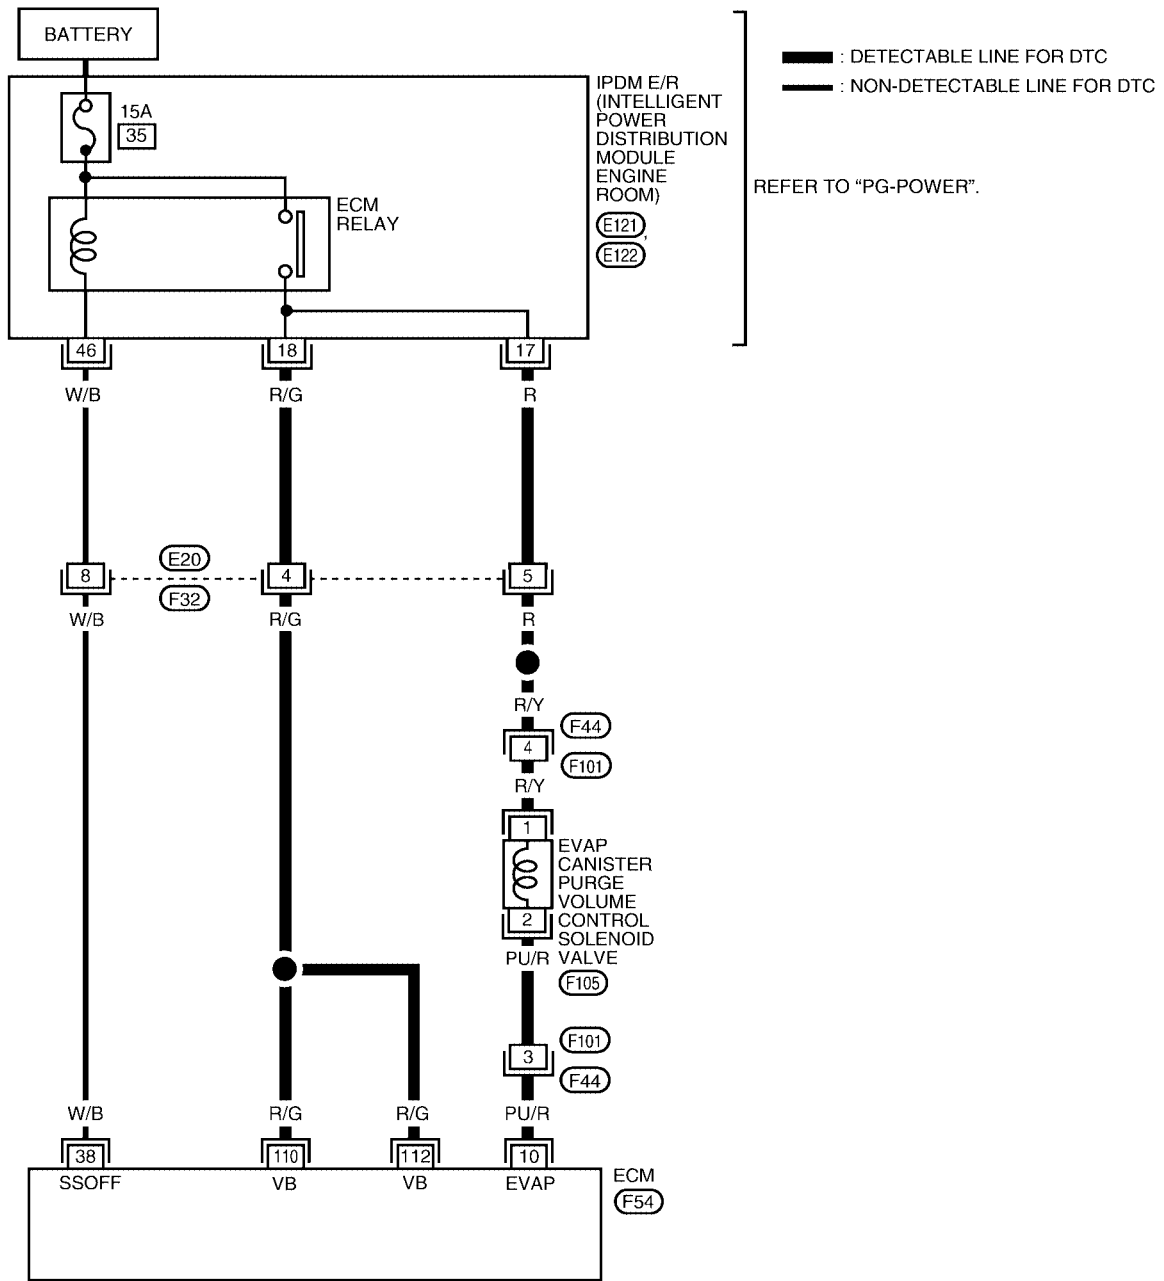 BATTERY
: DETECTABLE LINE FOR DTC
: NON-DETECTABLE LINE FOR DTC
15A
35
IPDM E/R
(INTELLIGENT
POWER
DISTRIBUTION
MODULE
ENGINE
ROOM)
E121,
E122
REFER TO “PG-POWER”.
ECM
RELAY
46 18 17
W/B R/G R
E20
8 4 5
F32
W/B R/G R
R/Y
F44
4
F101
R/Y
1
EVAP
CANISTER
PURGE
VOLUME
CONTROL
SOLENOID
VALVE
2
PU/R
F105
F101
3
F44
W/B R/G R/G PU/R
38 110 112 10
SSOFF VB VB EVAP
ECM
F54